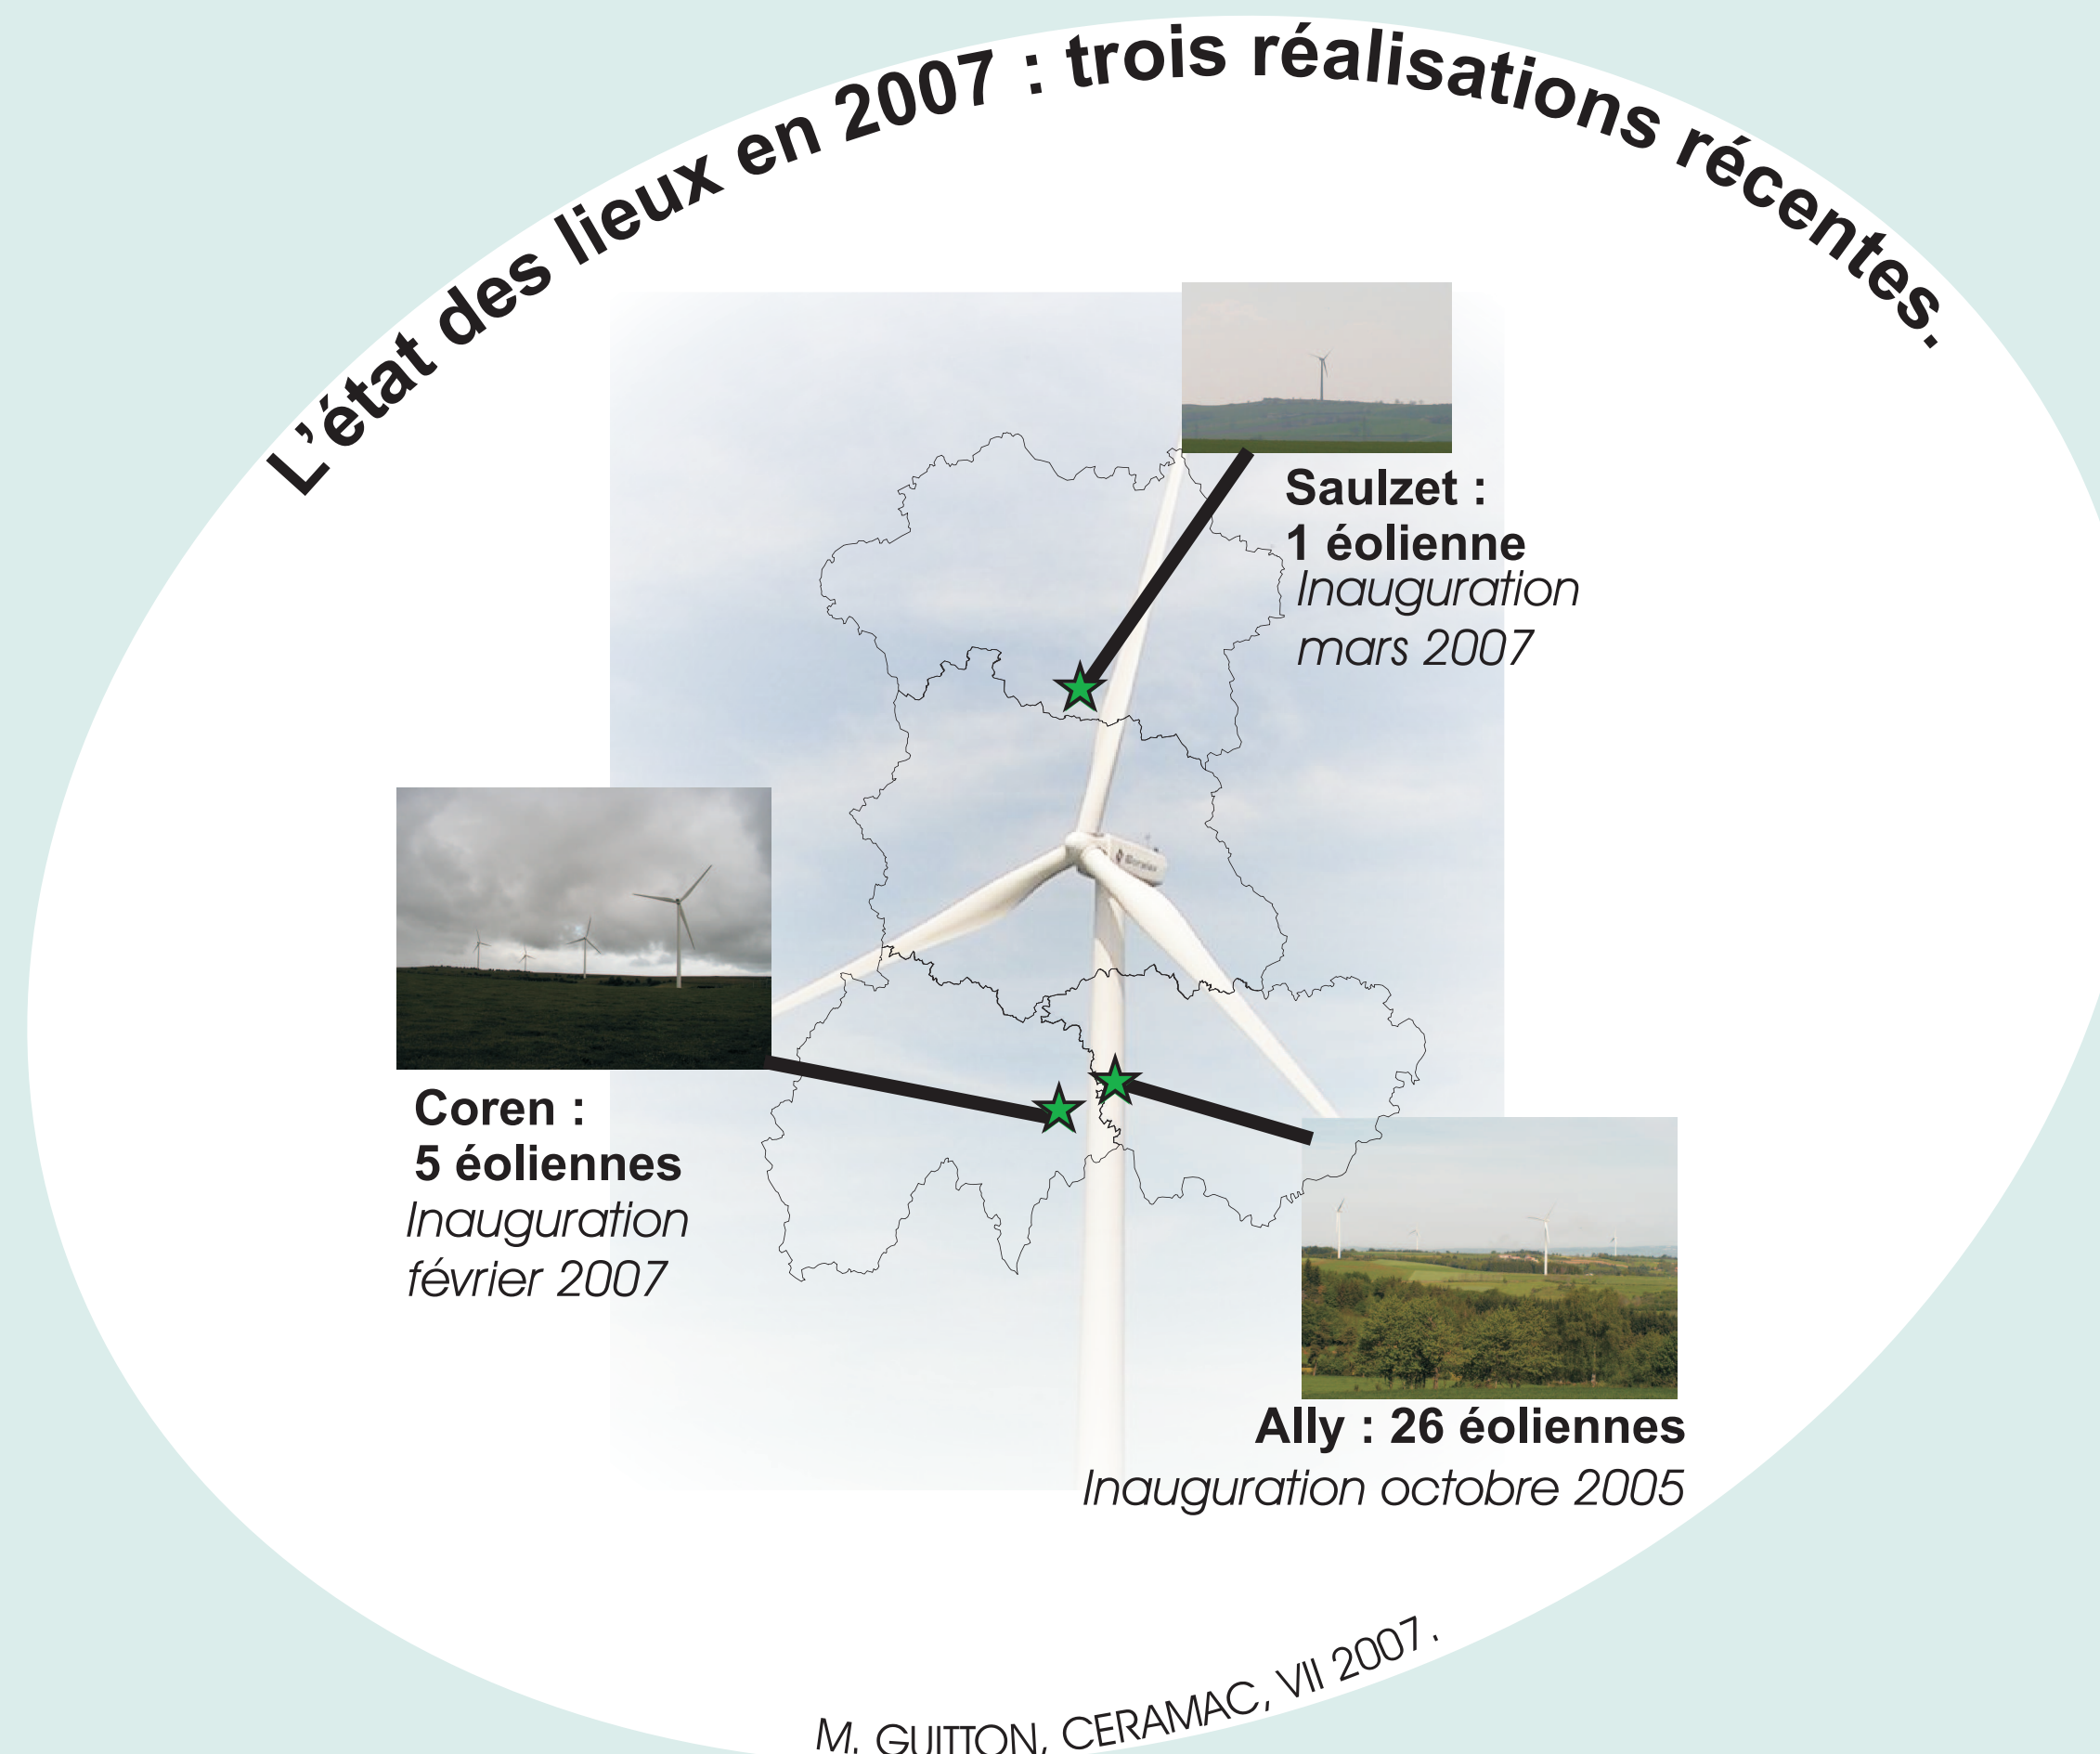 L'état des lieux en 2007 : trois réalisations récentes.
Saulzet :
1 éolienne
Inauguration
mars 2007
Coren :
5 éoliennes
Inauguration
février 2007
Ally : 26 éoliennes
Inauguration octobre 2005
M. GUITTON, CERAMAC, VII 2007.